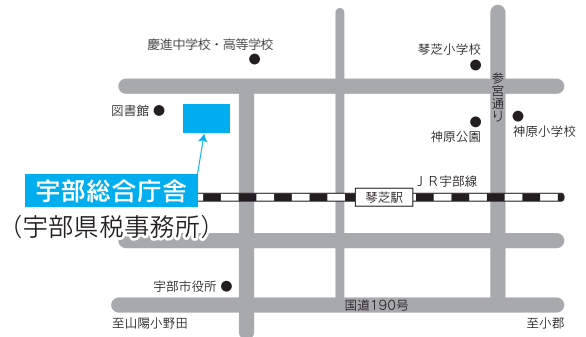 慶進中学校・高等学校
琴芝小学校
参宮通り
図書館
神原公園
神原小学校
宇部総合庁舎
(宇部県税事務所)
JR宇部線
琴芝駅
宇部市役所
国道190号
至山陽小野田
至小郡